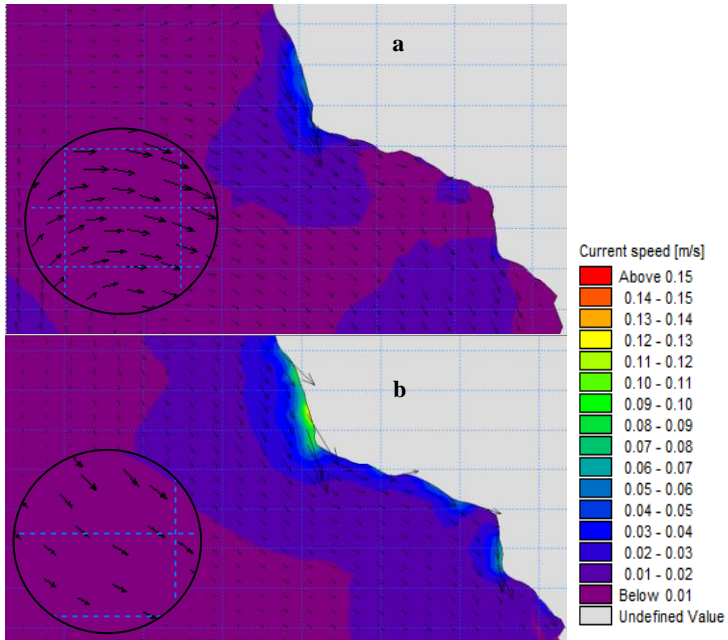 a
b
Current speed [m/s]
Above 0.15
0.14 - 0.15
0.13 - 0.14
0.12 - 0.13
0.11 - 0.12
0.10 - 0.11
0.09 - 0.10
0.08 - 0.09
0.07 - 0.08
0.06 - 0.07
0.05 - 0.06
0.04 - 0.05
0.03 - 0.04
0.02 - 0.03
0.01 - 0.02
Below 0.01
Undefined Value